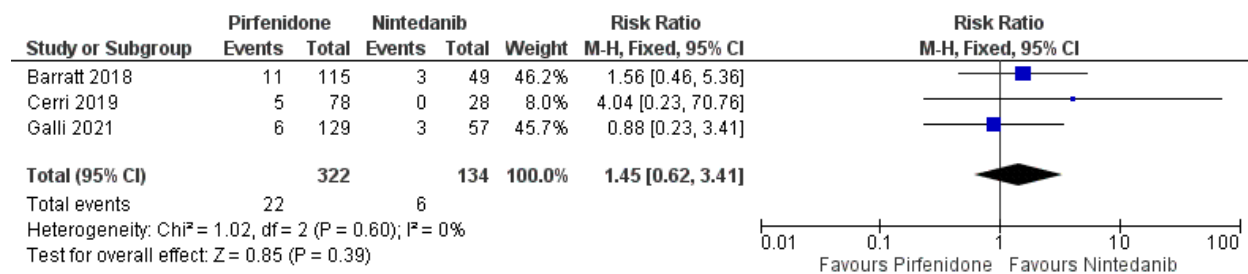 Pirfenidone Nintedanib Risk Ratio Risk Ratio
Study or Subgroup Events Total Events Total Weight M-H, Fixed, 95% CI M-H, Fixed, 95% CI
Barratt 2018 11 115 3 49 46.2% 1.56 [0.46, 5.36]
Cerri 2019 5 78 0 28 8.0% 4.04 [0.23, 70.76]
Galli 2021 6 129 3 57 45.7% 0.88 [0.23, 3.41]
Total (95% CI) 322 134 100.0% 1.45 [0.62, 3.41]
Total events 22 6
Heterogeneity: Chi² = 1.02, df = 2 (P = 0.60); I² = 0%
Test for overall effect: Z = 0.85 (P = 0.39)
0.01 0.1 1 10 100
Favours Pirfenidone Favours Nintedanib